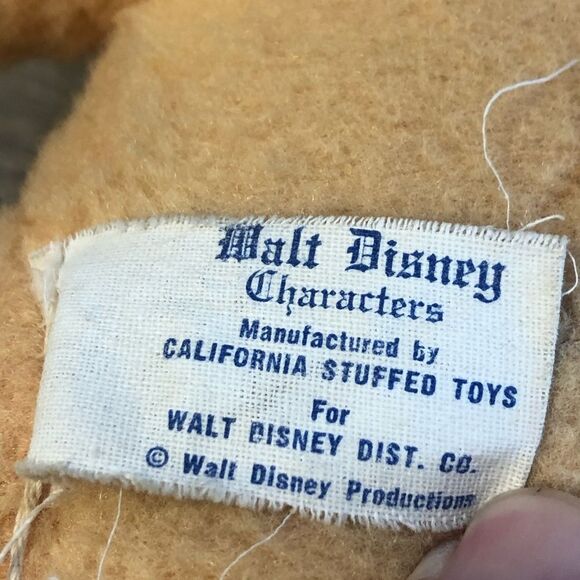 Walt Disney
Characters
Manufactured by
CALIFORNIA STUFFED TOYS
For
WALT DISNEY DIST. CO.
© Walt Disney Productions